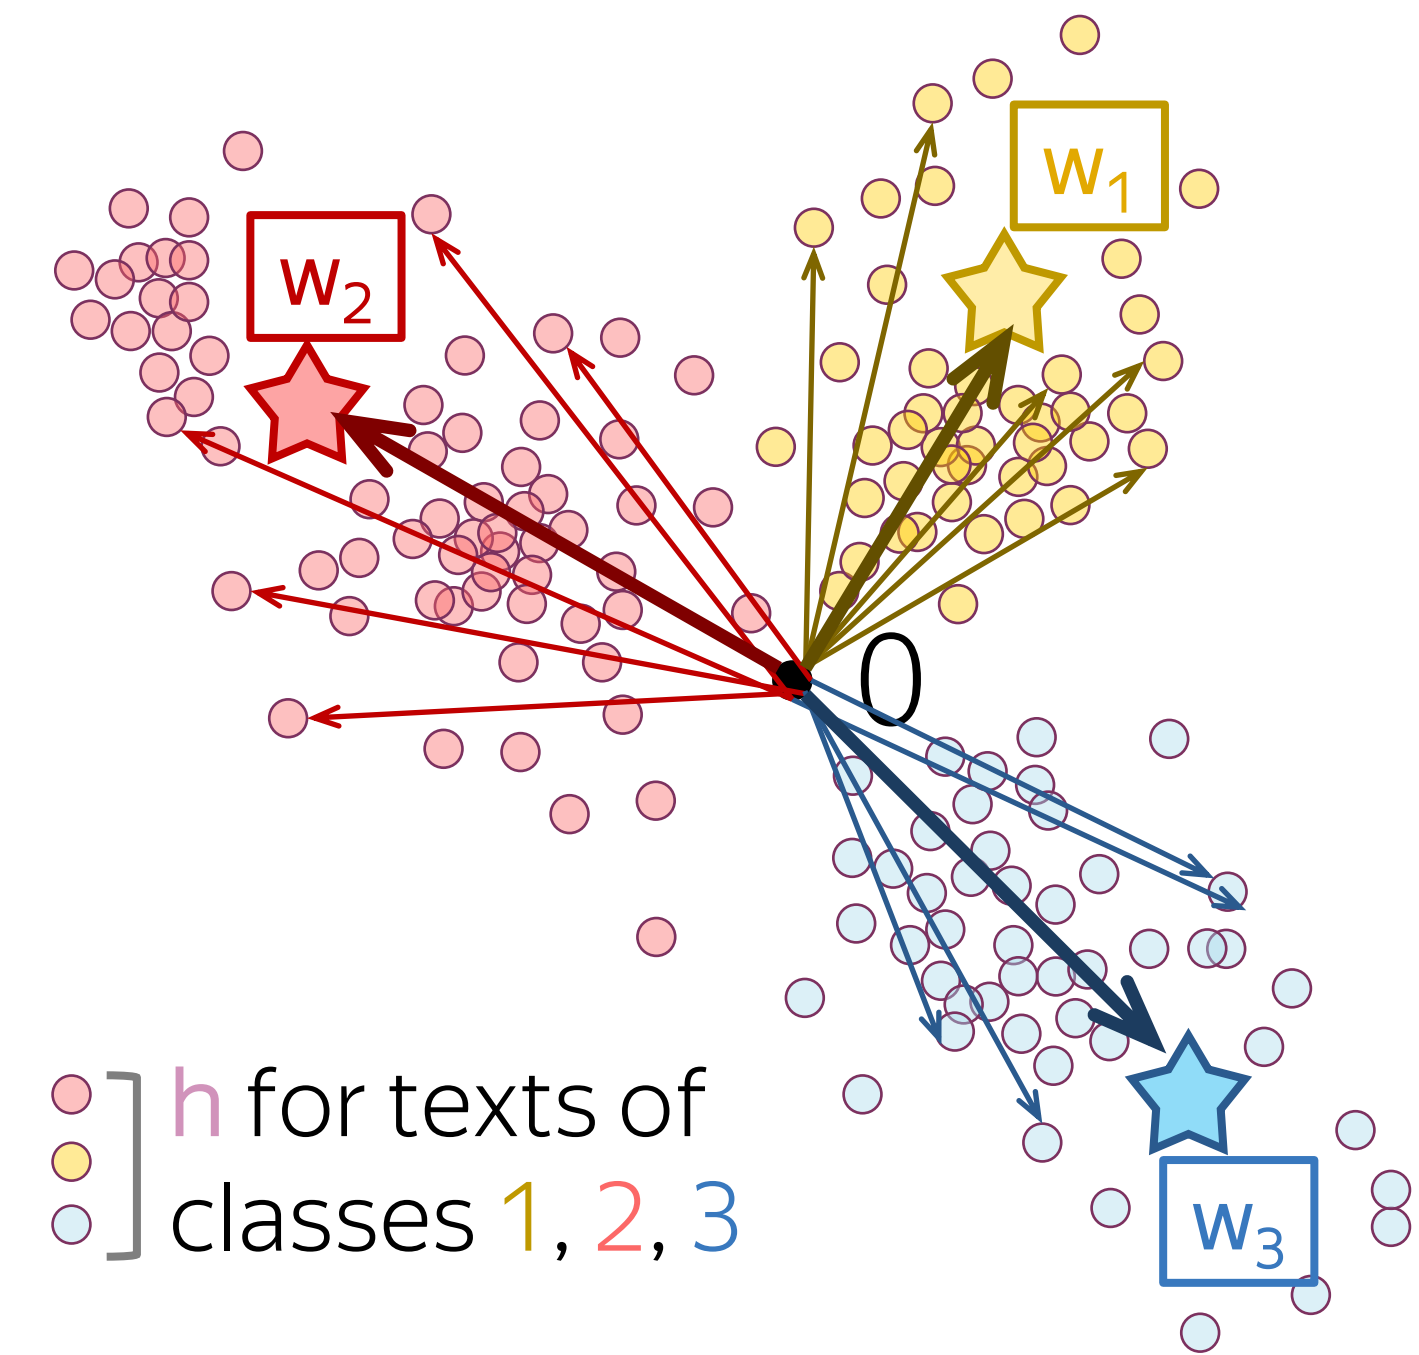 w₁
w₂
0
h for texts of
classes 1, 2, 3
w₃